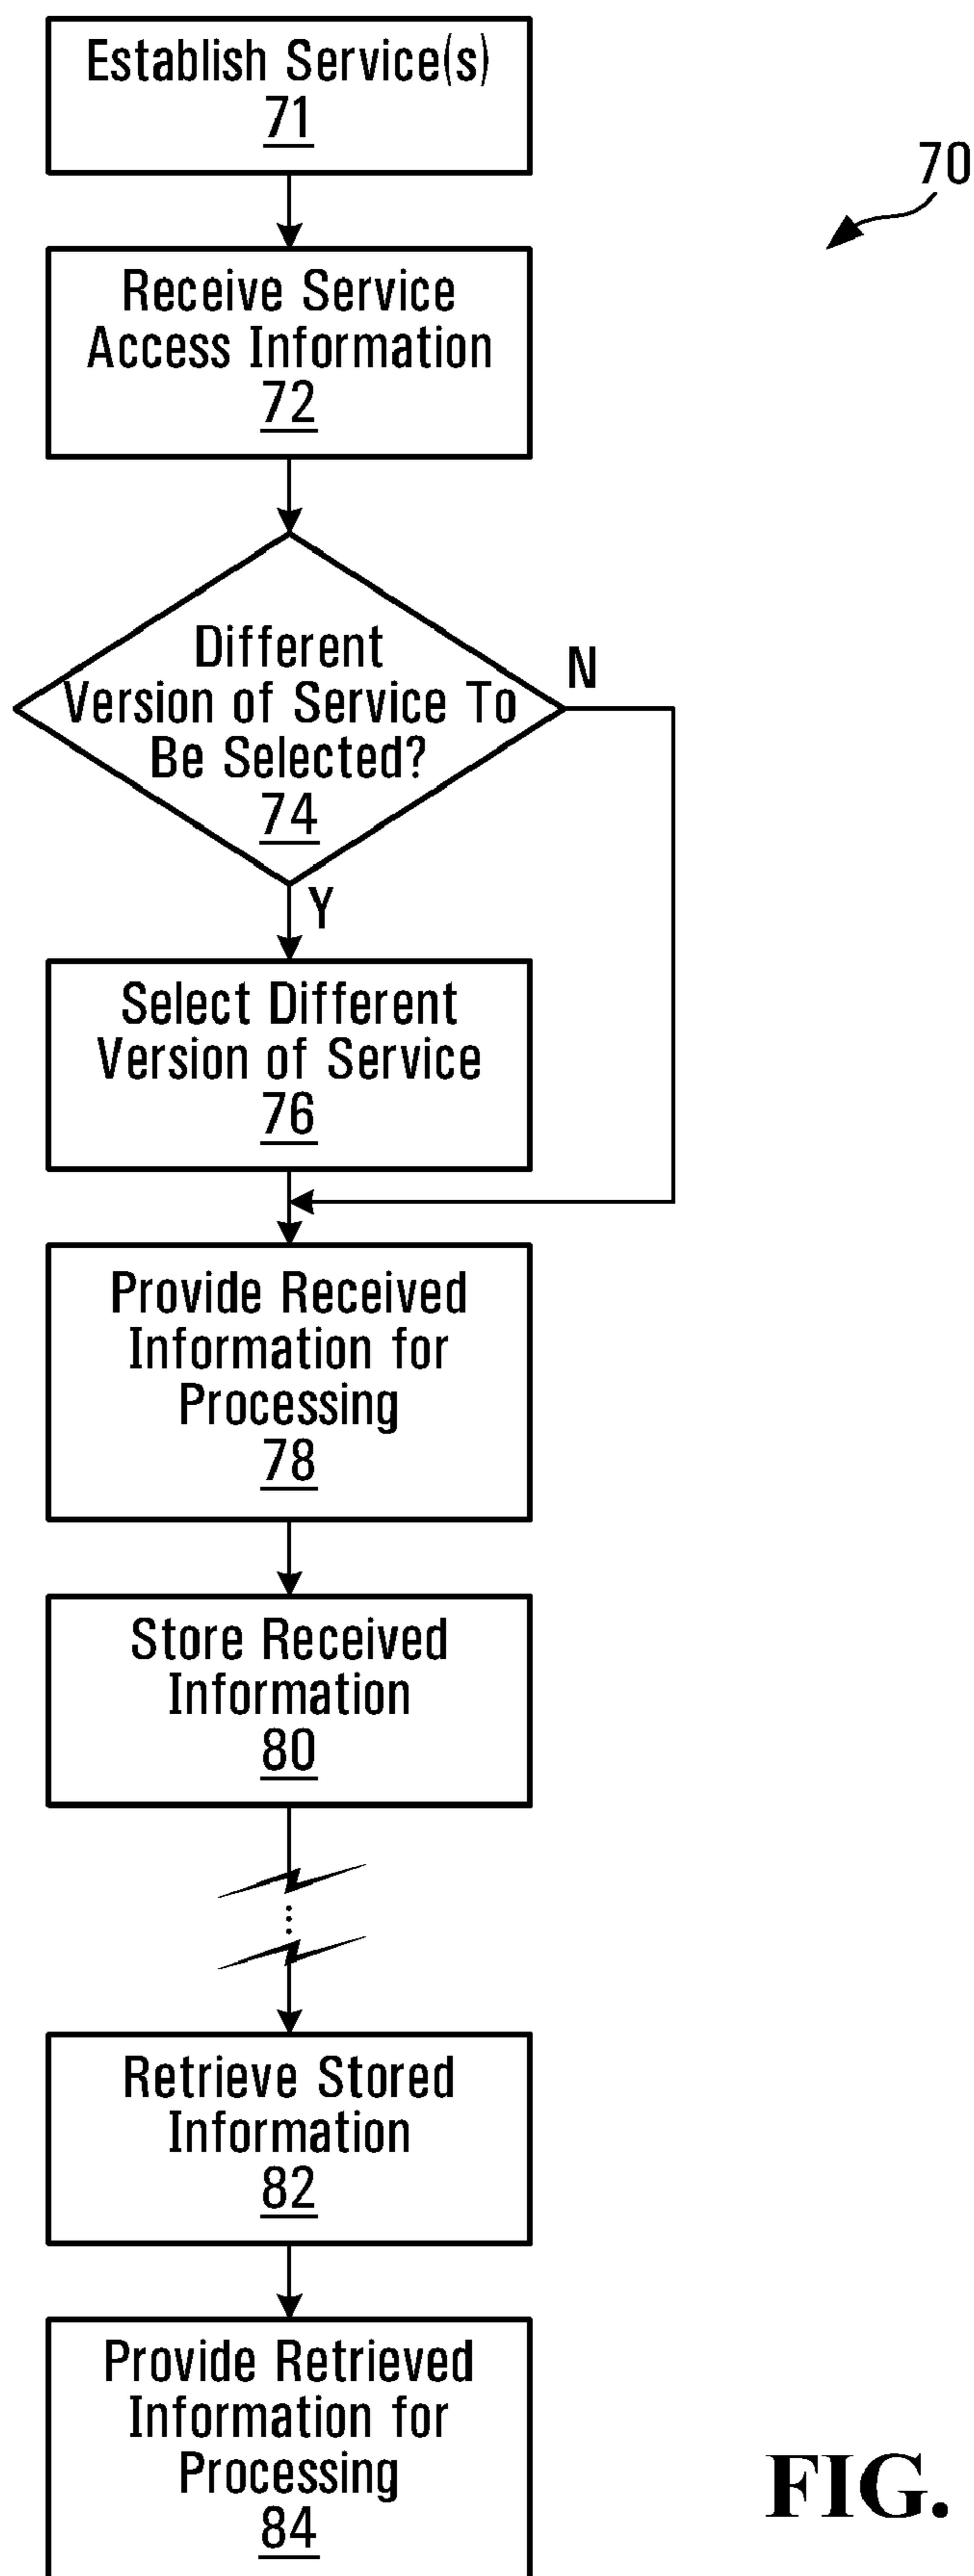 Establish Service(s)
71
70
Receive Service
Access Information
72
Different
Version of Service To
Be Selected?
74
N
Y
Select Different
Version of Service
76
Provide Received
Information for
Processing
78
Store Received
Information
80
Retrieve Stored
Information
82
Provide Retrieved
Information for
Processing
84
FIG.